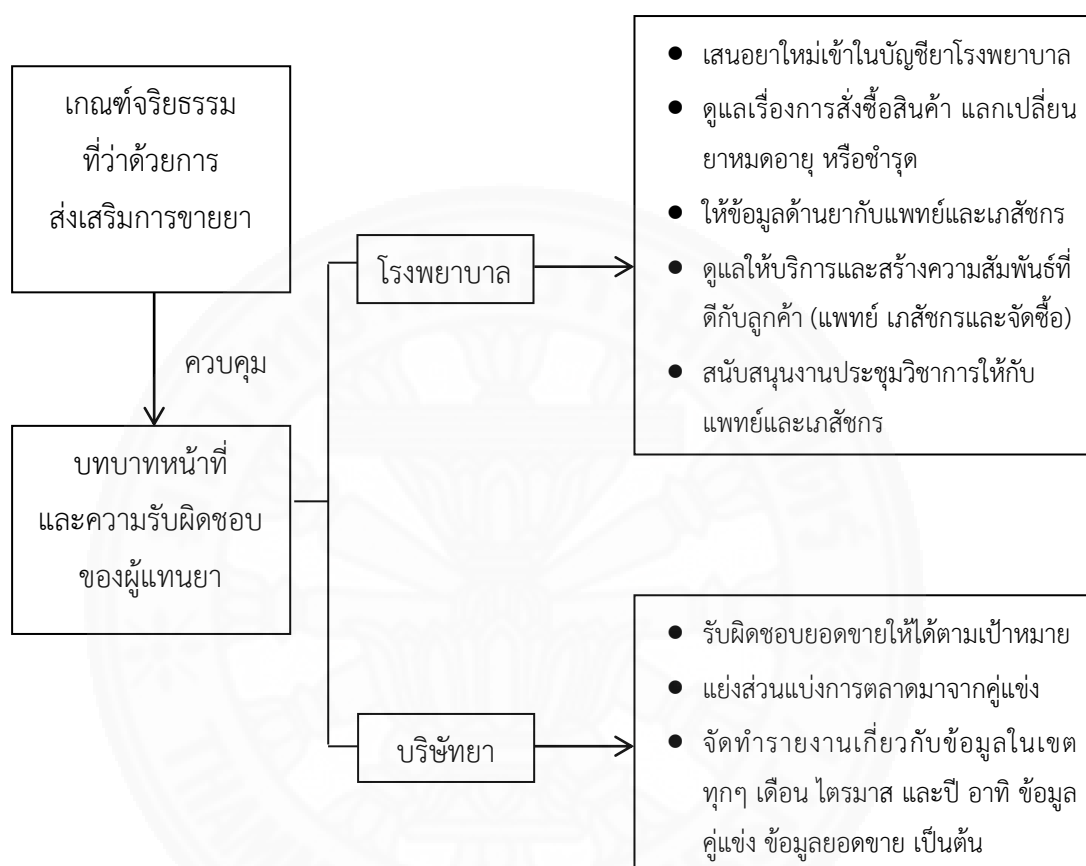 เกณฑ์จริยธรรม
ที่ว่าด้วยการ
ส่งเสริมการขายยา
ควบคุม
บทบาทหน้าที่
และความรับผิดชอบ
ของผู้แทนยา
โรงพยาบาล
● เสนอยาใหม่เข้าในบัญชียาโรงพยาบาล
● ดูแลเรื่องการสั่งซื้อสินค้า แลกเปลี่ยน
ยาหมดอายุ หรือชำรุด
● ให้ข้อมูลด้านยากับแพทย์และเภสัชกร
● ดูแลให้บริการและสร้างความสัมพันธ์ที่
ดีกับลูกค้า (แพทย์ เภสัชกรและจัดซื้อ)
● สนับสนุนงานประชุมวิชาการให้กับ
แพทย์และเภสัชกร
บริษัทยา
● รับผิดชอบยอดขายให้ได้ตามเป้าหมาย
● แย่งส่วนแบ่งการตลาดมาจากคู่แข่ง
● จัดทำรายงานเกี่ยวกับข้อมูลในเขต
ทุกๆ เดือน ไตรมาส และปี อาทิ ข้อมูล
คู่แข่ง ข้อมูลยอดขาย เป็นต้น